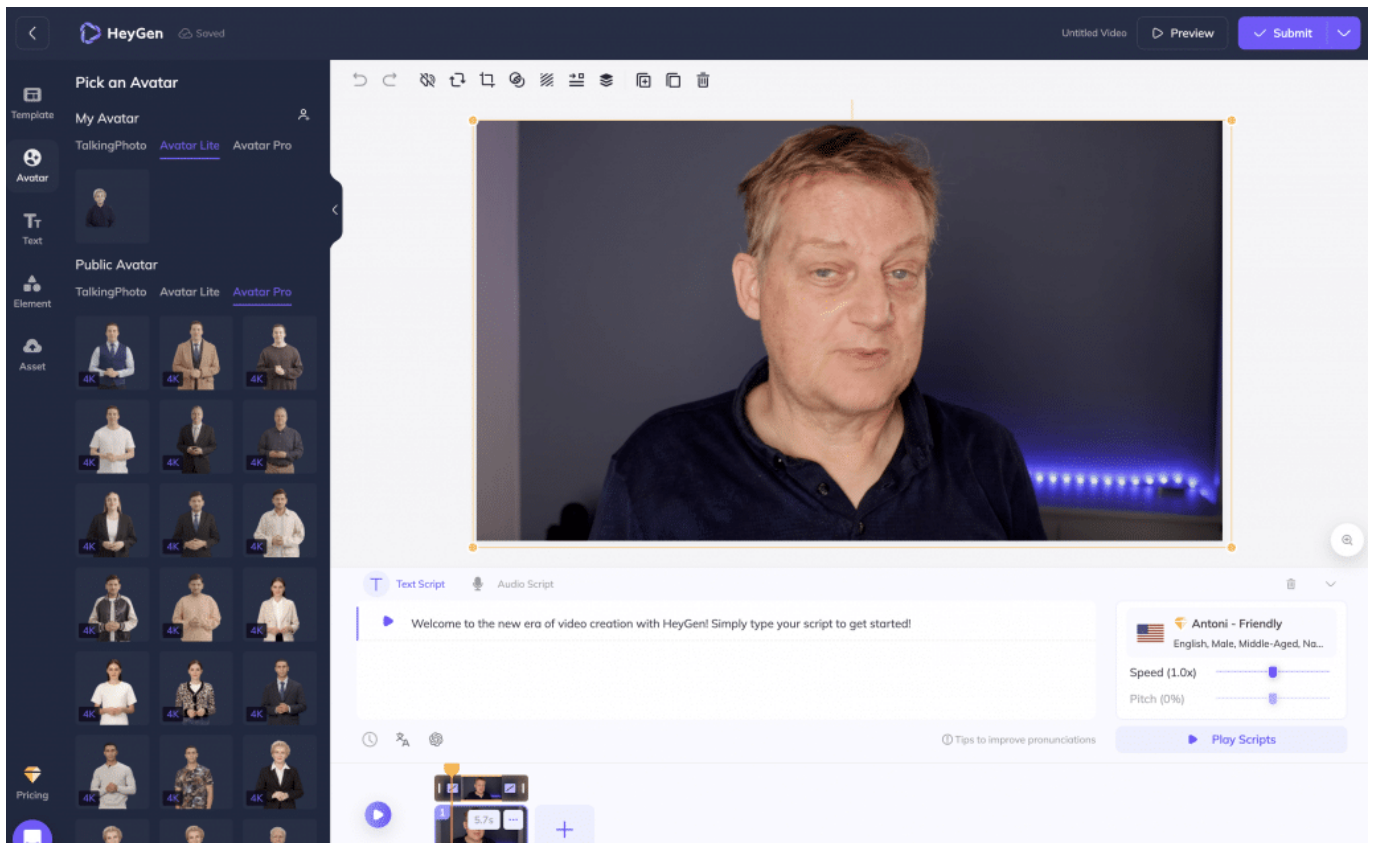 HeyGen
Saved
Untitled Video
Preview
Submit
Template
Avatar
Text
Element
Asset
Pricing
Pick an Avatar
My Avatar
TalkingPhoto Avatar Lite Avatar Pro
Public Avatar
TalkingPhoto Avatar Lite Avatar Pro
4K 4K 4K
4K 4K 4K
4K 4K 4K
4K 4K 4K
4K 4K 4K
4K 4K 4K
T Text Script Audio Script
Welcome to the new era of video creation with HeyGen! Simply type your script to get started!
Tips to improve pronunciations
Antoni - Friendly
English, Male, Middle-Aged, Na...
Speed (1.0x)
Pitch (0%)
Play Scripts
1 5.7s